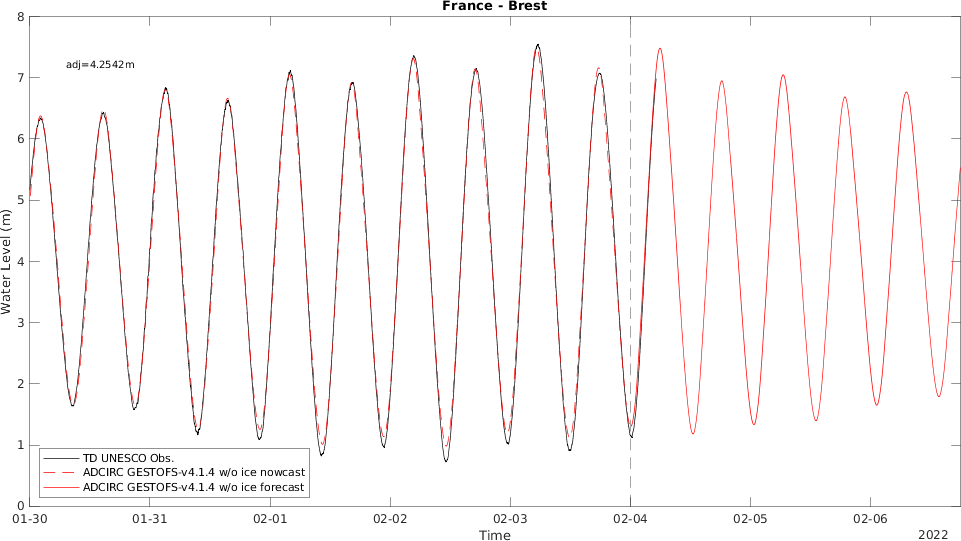 France - Brest
8
adj=4.2542m
7
6
5
4
3
2
1
0
Water Level (m)
TD UNESCO Obs.
ADCIRC GESTOFS-v4.1.4 w/o ice nowcast
ADCIRC GESTOFS-v4.1.4 w/o ice forecast
01-30 01-31 02-01 02-02 02-03 02-04 02-05 02-06
Time
2022